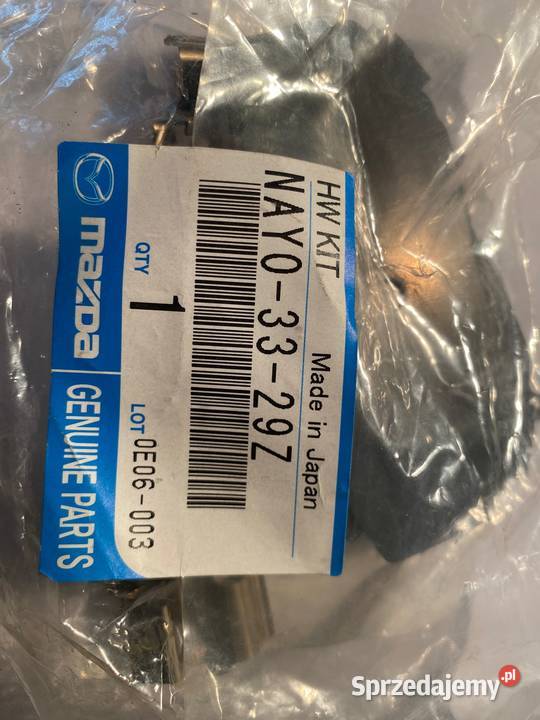 HW KIT
Made in Japan
NAY0-33-29Z
QTY 1
LOT 0E06-003
mazda GENUINE PARTS
Sprzedajemy.pl